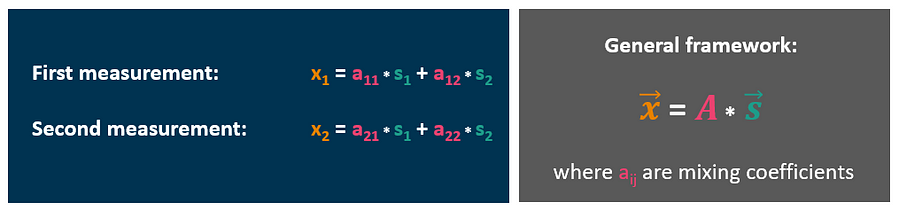 First measurement: x₁ = a₁₁ * s₁ + a₁₂ * s₂
Second measurement: x₂ = a₂₁ * s₁ + a₂₂ * s₂
General framework:
x⃗ = A * s⃗
where aᵢⱼ are mixing coefficients